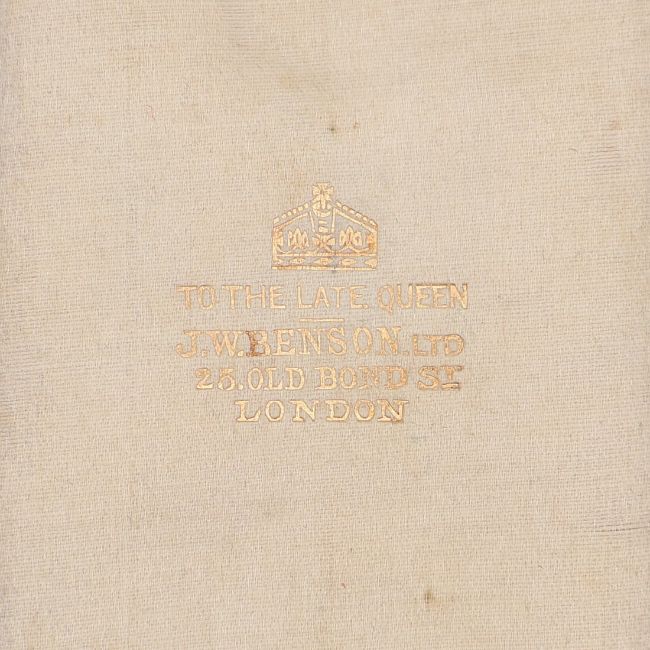 TO THE LATE QUEEN
J.W. BENSON. LTD
25. OLD BOND ST
LONDON